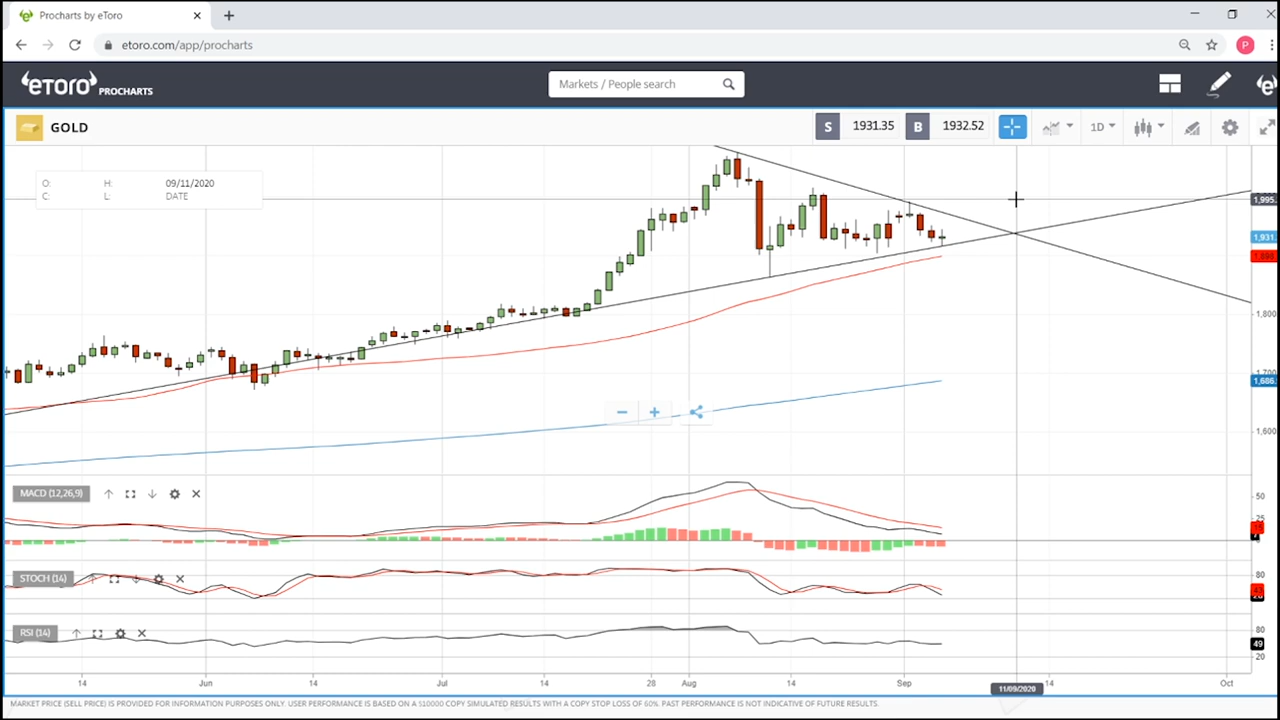 Procharts by eToro
etoro.com/app/procharts
P
eTORO PROCHARTS
Markets / People search
GOLD
S 1931.35 B 1932.52
1D
O: H: 09/11/2020
C: L: DATE
1,995.
1,931
1,800
1,700
1,686.
1,600
MACD (12,26,9)
50
25
STOCH (14)
80
RSI (14)
80
49
20
14 Jun 14 Jul 14 28 Aug 14 Sep 11/09/2020 14 Oct
MARKET PRICE (SELL PRICE) IS PROVIDED FOR INFORMATION PURPOSES ONLY. USER PERFORMANCE IS BASED ON A $10000 COPY SIMULATED RESULTS WITH A COPY STOP LOSS OF 60%. PAST PERFORMANCE IS NOT INDICATIVE OF FUTURE RESULTS.